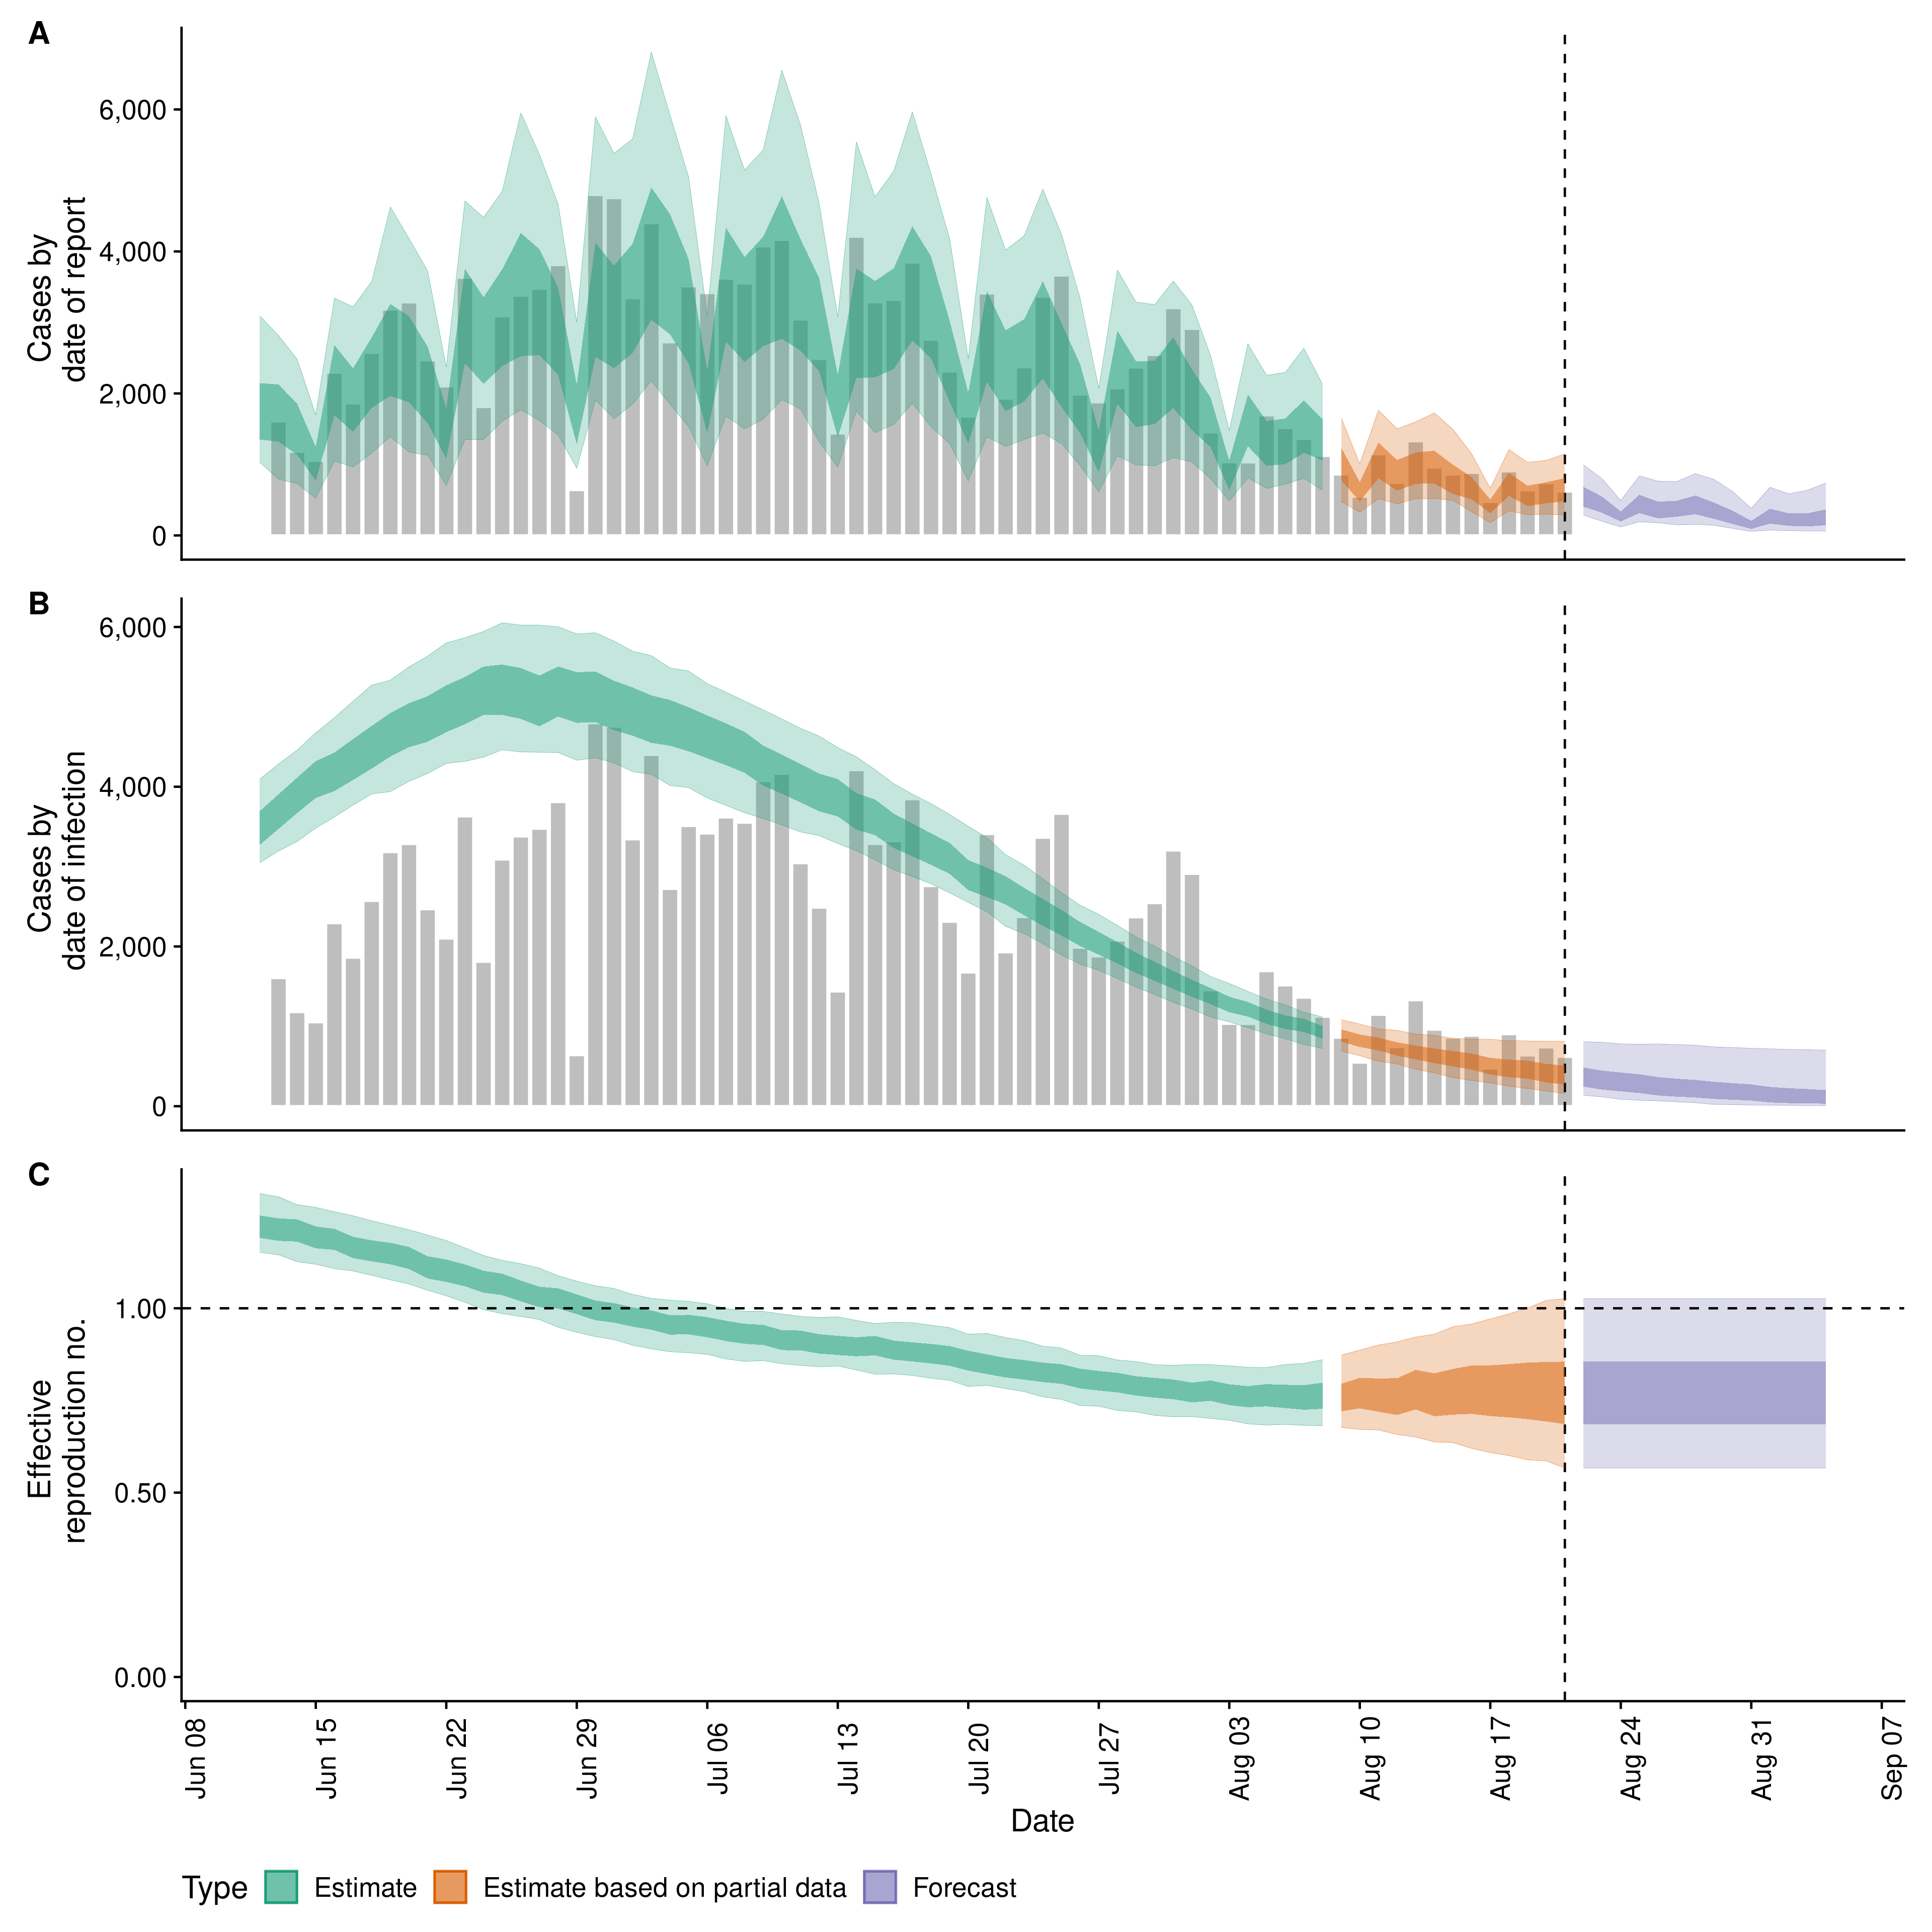 A
6,000
4,000
2,000
0
Cases by
date of report
B
6,000
4,000
2,000
0
Cases by
date of infection
C
1.00
0.50
0.00
Effective
reproduction no.
Jun 08
Jun 15
Jun 22
Jun 29
Jul 06
Jul 13
Jul 20
Jul 27
Aug 03
Aug 10
Aug 17
Aug 24
Aug 31
Sep 07
Date
Type Estimate Estimate based on partial data Forecast